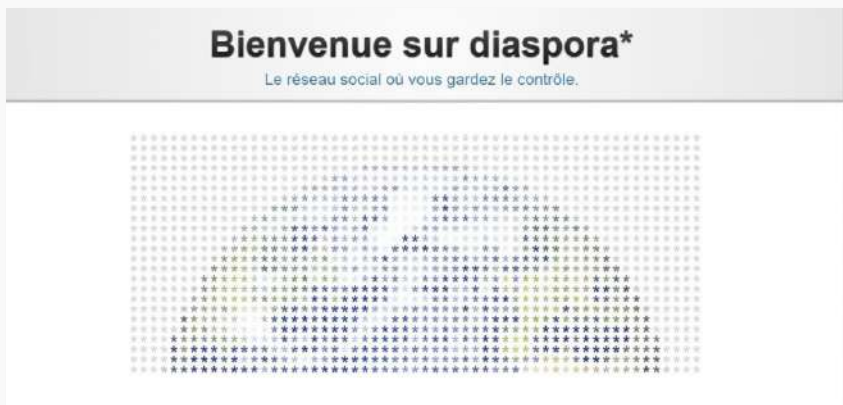 Bienvenue sur diaspora*
Le réseau social où vous gardez le contrôle.